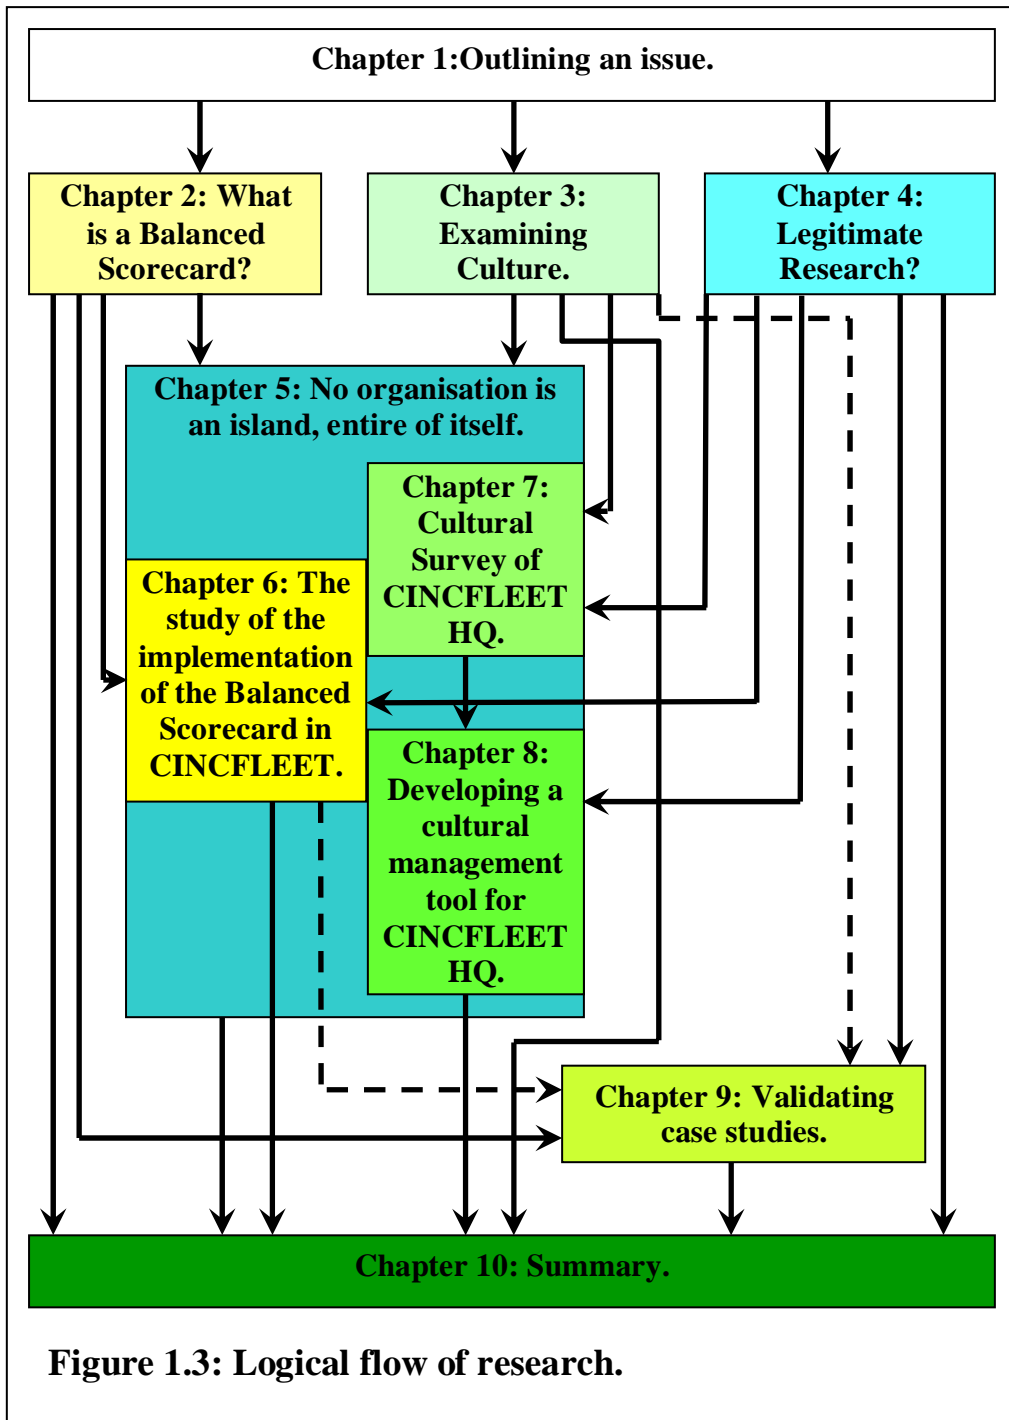 Chapter 1:Outlining an issue.
Chapter 2: What
is a Balanced
Scorecard?
Chapter 3:
Examining
Culture.
Chapter 4:
Legitimate
Research?
Chapter 5: No organisation is
an island, entire of itself.
Chapter 7:
Cultural
Survey of
CINCFLEET
HQ.
Chapter 6: The
study of the
implementation
of the Balanced
Scorecard in
CINCFLEET.
Chapter 8:
Developing a
cultural
management
tool for
CINCFLEET
HQ.
Chapter 9: Validating
case studies.
Chapter 10: Summary.
Figure 1.3: Logical flow of research.